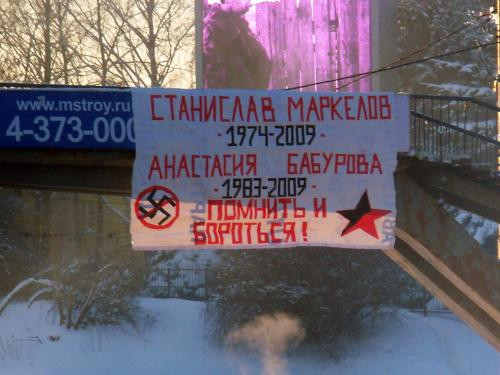 www.mstroy.ru
4-373-000
СТАНИСЛАВ МАРКЕЛОВ
- 1974-2009 -
АНАСТАСИЯ БАБУРОВА
- 1983-2009 -
ПОМНИТЬ И
БОРОТЬСЯ!